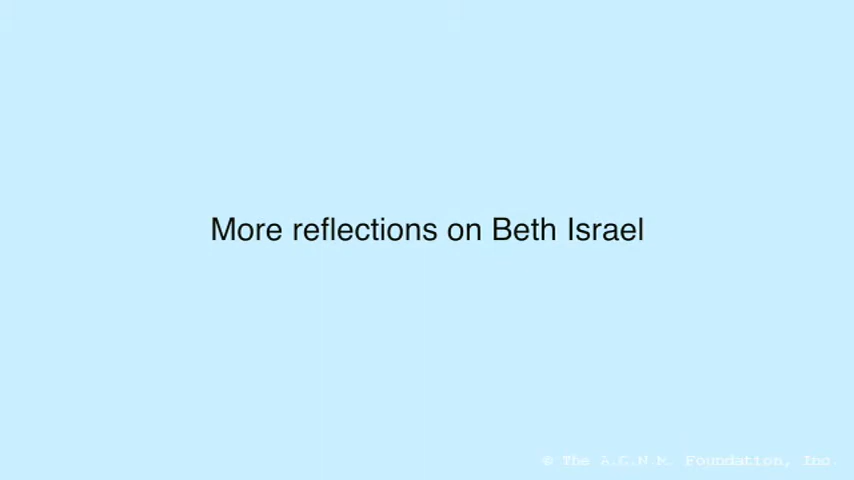 More reflections on Beth Israel
© The A.G.N.M. Foundation, Inc.